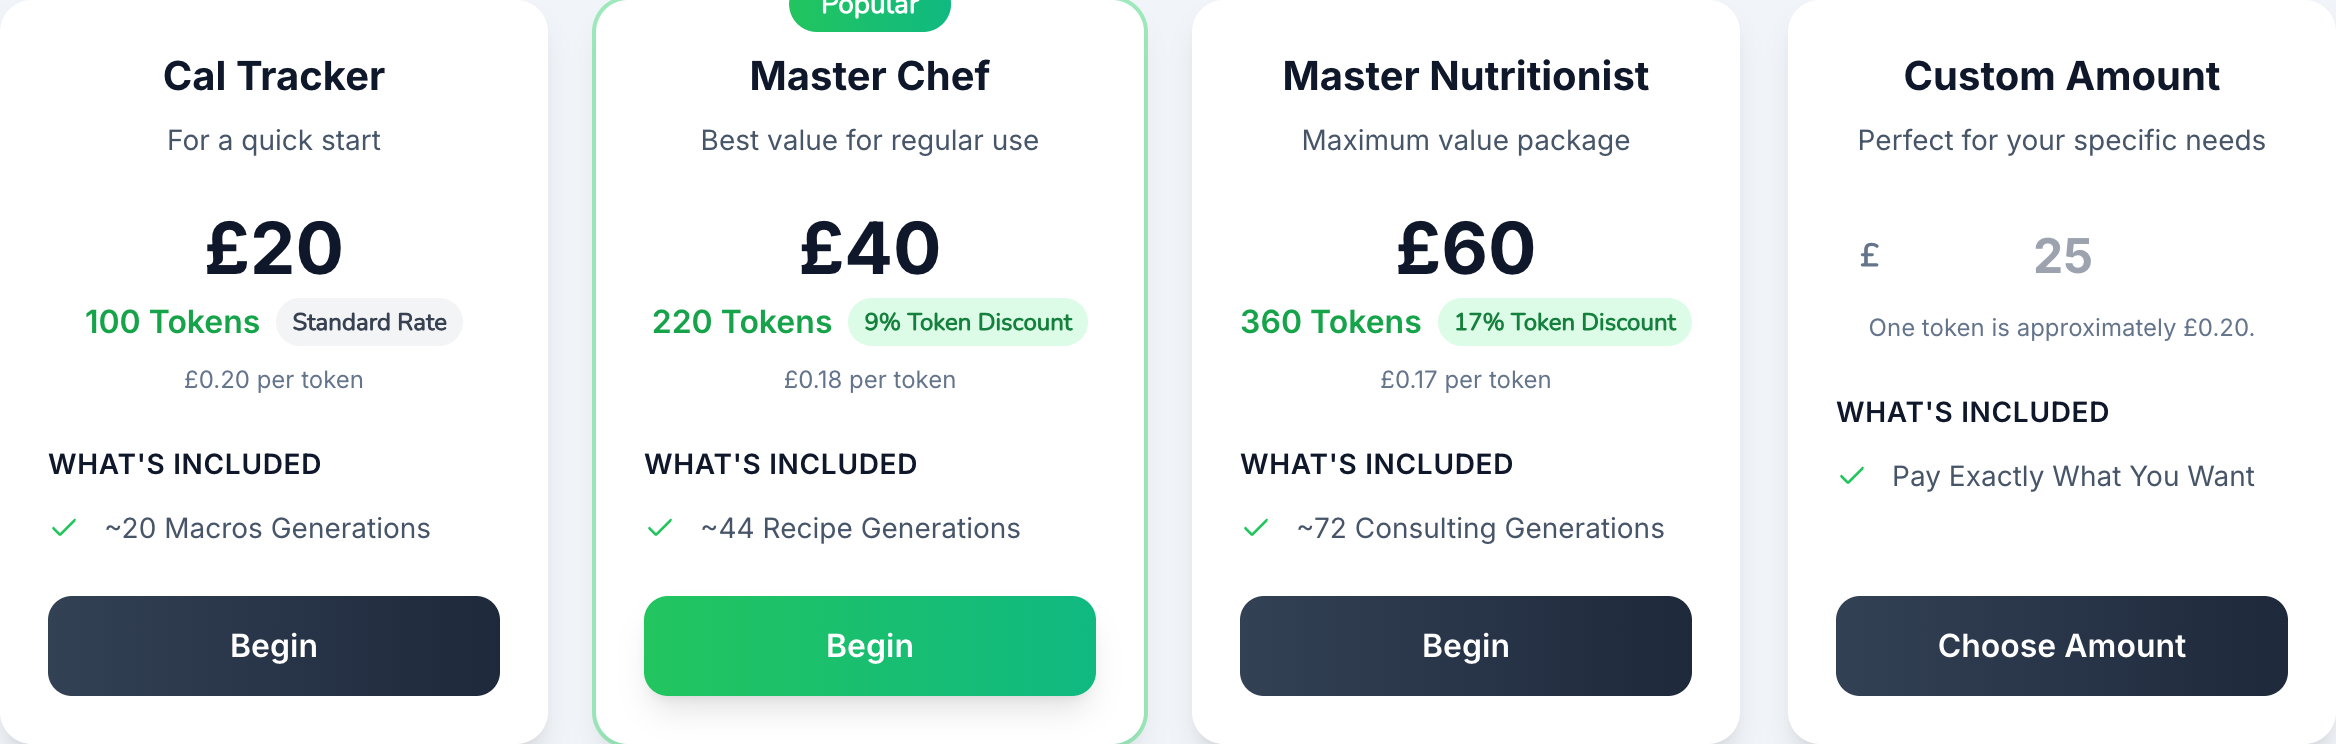 Popular
Cal Tracker
For a quick start
£20
100 Tokens Standard Rate
£0.20 per token
WHAT'S INCLUDED
~20 Macros Generations
Begin
Master Chef
Best value for regular use
£40
220 Tokens 9% Token Discount
£0.18 per token
WHAT'S INCLUDED
~44 Recipe Generations
Begin
Master Nutritionist
Maximum value package
£60
360 Tokens 17% Token Discount
£0.17 per token
WHAT'S INCLUDED
~72 Consulting Generations
Begin
Custom Amount
Perfect for your specific needs
£ 25
One token is approximately £0.20.
WHAT'S INCLUDED
Pay Exactly What You Want
Choose Amount